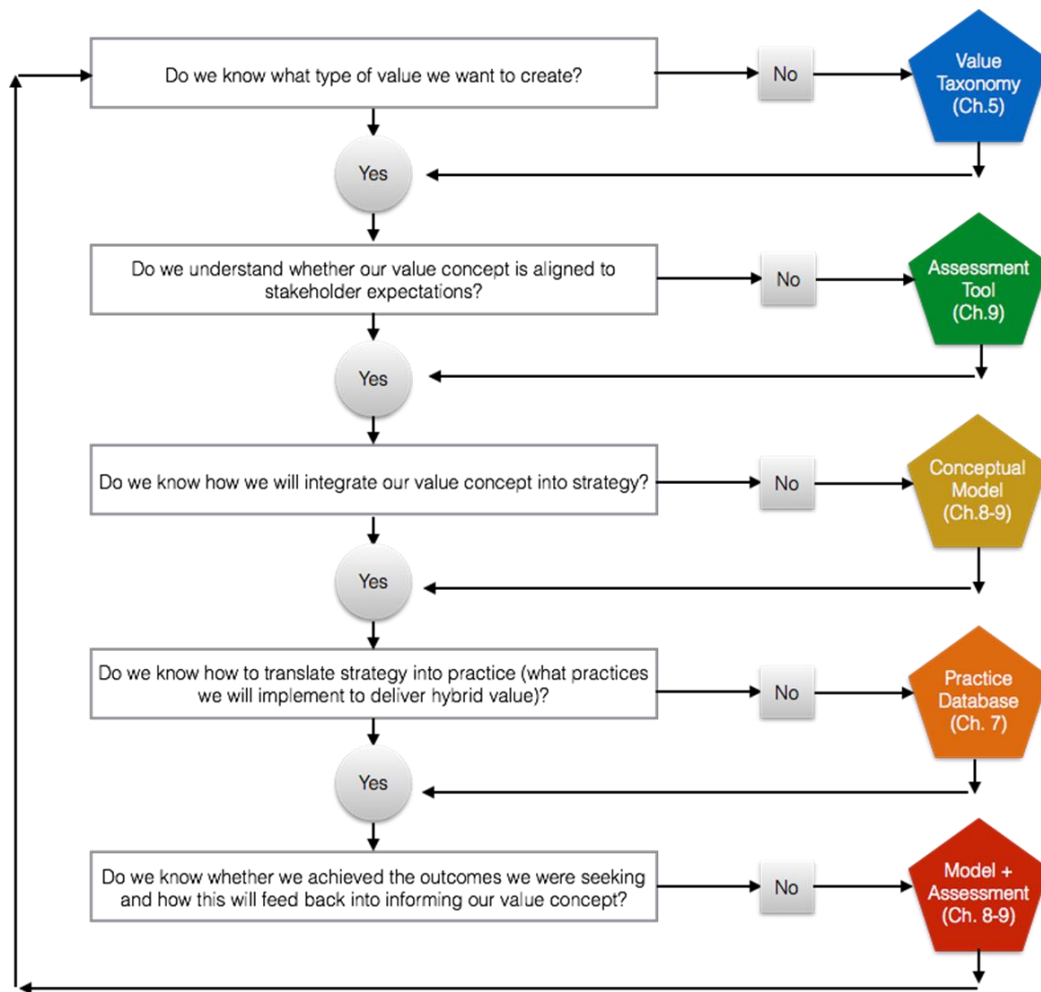 Do we know what type of value we want to create?
No
Value
Taxonomy
(Ch.5)
Yes
Do we understand whether our value concept is aligned to
stakeholder expectations?
No
Assessment
Tool
(Ch.9)
Yes
Do we know how we will integrate our value concept into strategy?
No
Conceptual
Model
(Ch.8-9)
Yes
Do we know how to translate strategy into practice (what practices
we will implement to deliver hybrid value)?
No
Practice
Database
(Ch. 7)
Yes
Do we know whether we achieved the outcomes we were seeking
and how this will feed back into informing our value concept?
No
Model +
Assessment
(Ch. 8-9)